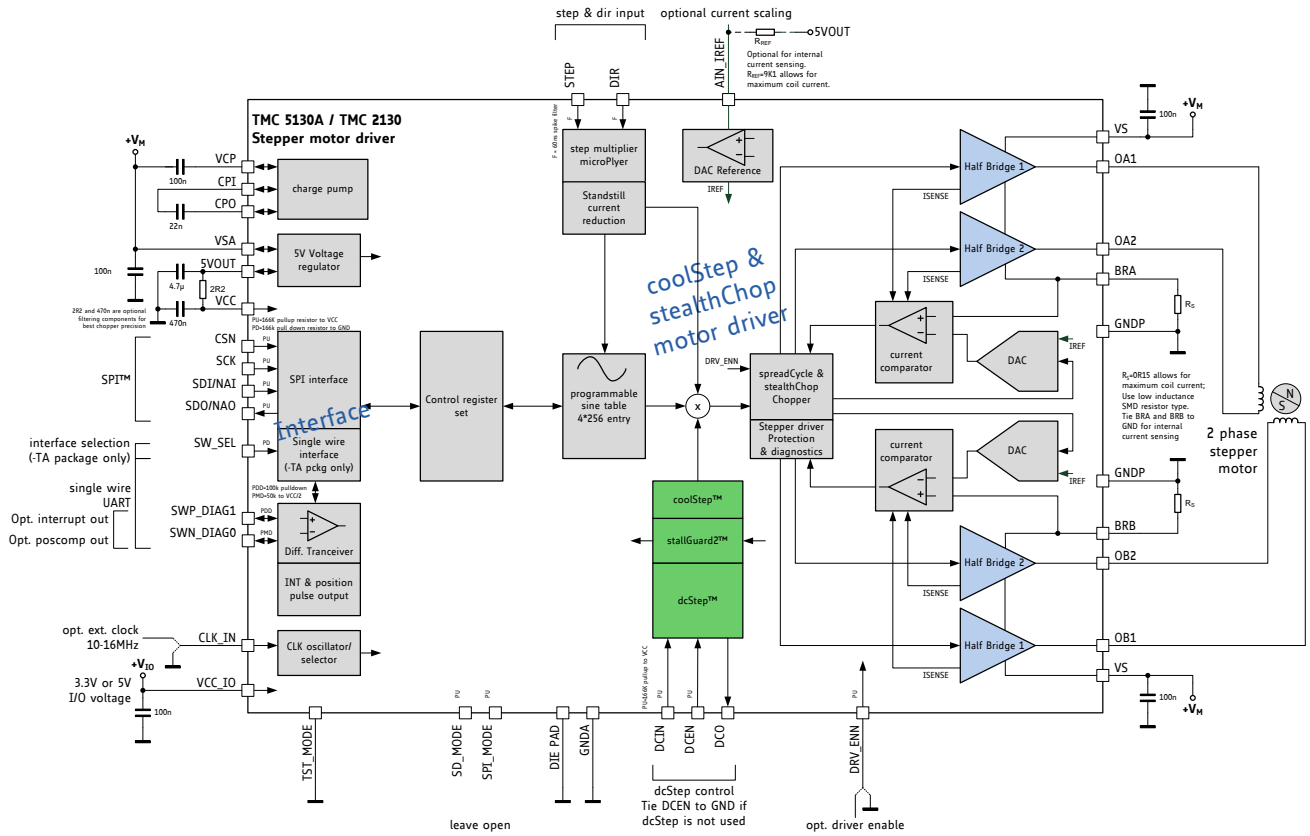 step & dir input
optional current scaling
5VOUT
RREF
Optional for internal
current sensing.
RREF=9K1 allows for
maximum coil current.
STEP
DIR
AIN_IREF
TMC 5130A / TMC 2130
Stepper motor driver
F = 60ns spike filter
F
F
step multiplier
microPlyer
Standstill
current
reduction
DAC Reference
IREF
+VM
VCP
100n
CPI
CPO
22n
charge pump
VSA
100n
5VOUT
4.7µ
2R2
VCC
470n
2R2 and 470n are optional
filtering components for
best chopper precision
5V Voltage
regulator
PU=166K pullup resistor to VCC
PD=166k pull down resistor to GND
SPI™
CSN
PU
SCK
PU
SDI/NAI
PU
SDO/NAO
PU
SW_SEL
PD
SPI interface
Interface
Single wire
interface
(-TA pckg only)
interface selection
(-TA package only)
single wire
UART
Opt. interrupt out
Opt. poscomp out
PDD=100k pulldown
PMD=50k to VCC/2
SWP_DIAG1
PDD
SWN_DIAG0
PMD
Diff. Tranceiver
INT & position
pulse output
opt. ext. clock
10-16MHz
CLK_IN
CLK oscillator/
selector
+VIO
3.3V or 5V
I/O voltage
VCC_IO
100n
Control register
set
programmable
sine table
4*256 entry
x
coolStep &
stealthChop
motor driver
DRV_ENN
spreadCycle &
stealthChop
Chopper
Stepper driver
Protection
& diagnostics
coolStep™
stallGuard2™
dcStep™
Half Bridge 1
ISENSE
Half Bridge 2
ISENSE
current
comparator
DAC
IREF
current
comparator
DAC
IREF
Half Bridge 2
ISENSE
Half Bridge 1
ISENSE
100n
+VM
VS
OA1
OA2
BRA
RS
GNDP
RS=0R15 allows for
maximum coil current;
Use low inductance
SMD resistor type.
Tie BRA and BRB to
GND for internal
current sensing
N
S
2 phase
stepper
motor
GNDP
RS
BRB
OB2
OB1
VS
100n
+VM
TST_MODE
PU
SD_MODE
PU
SPI_MODE
DIE PAD
GNDA
PU=166K pullup to VCC
PU
DCIN
PU
DCEN
DCO
PU
DRV_ENN
leave open
dcStep control
Tie DCEN to GND if
dcStep is not used
opt. driver enable